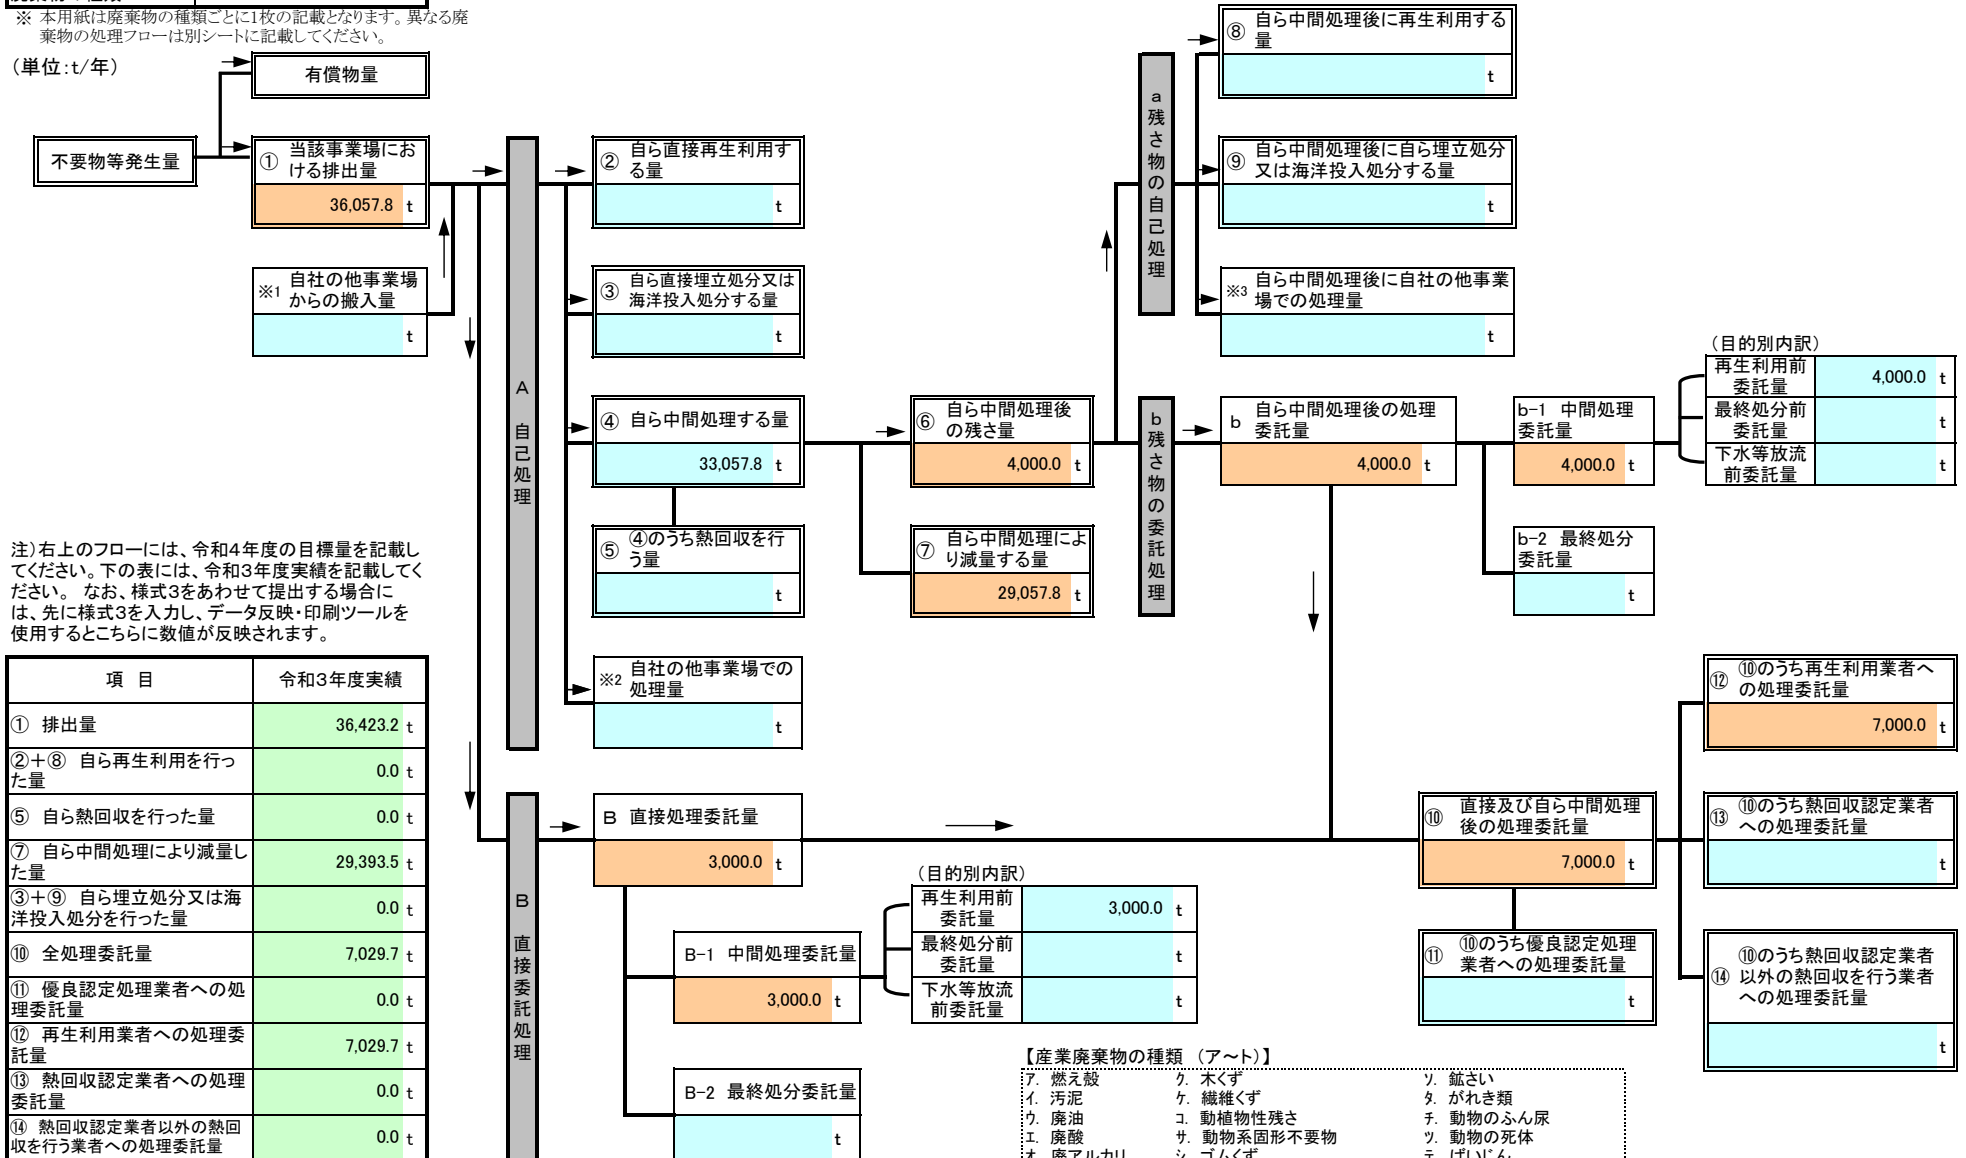 ※ 本用紙は廃棄物の種類ごとに1枚の記載となります。異なる廃
棄物の処理フローは別シートに記載してください。
（単位：t/年）
有償物量
不要物等発生量
① 当該事業場にお
ける排出量
36,057.8 t
※1 自社の他事業場
からの搬入量
t
A 自己処理
② 自ら直接再生利用す
る量
t
③ 自ら直接埋立処分又は
海洋投入処分する量
t
④ 自ら中間処理する量
33,057.8 t
⑤ ④のうち熱回収を行
う量
t
※2 自社の他事業場での
処理量
t
⑥ 自ら中間処理後
の残さ量
4,000.0 t
⑦ 自ら中間処理によ
り減量する量
29,057.8 t
a残さ物の自己処理
⑧ 自ら中間処理後に再生利用する
量
t
⑨ 自ら中間処理後に自ら埋立処分
又は海洋投入処分する量
t
※3 自ら中間処理後に自社の他事業
場での処理量
t
b残さ物の委託処理
b 自ら中間処理後の処理
委託量
4,000.0 t
b-1 中間処理
委託量
4,000.0 t
b-2 最終処分
委託量
t
（目的別内訳）
再生利用前
委託量
4,000.0 t
最終処分前
委託量
t
下水等放流
前委託量
t
注）右上のフローには、令和４年度の目標量を記載し
てください。下の表には、令和３年度実績を記載してく
ださい。 なお、様式３をあわせて提出する場合に
は、先に様式３を入力し、データ反映・印刷ツールを
使用するとこちらに数値が反映されます。
項 目 令和３年度実績
① 排出量 36,423.2 t
②＋⑧ 自ら再生利用を行っ
た量 0.0 t
⑤ 自ら熱回収を行った量 0.0 t
⑦ 自ら中間処理により減量し
た量 29,393.5 t
③＋⑨ 自ら埋立処分又は海
洋投入処分を行った量 0.0 t
⑩ 全処理委託量 7,029.7 t
⑪ 優良認定処理業者への処
理委託量 0.0 t
⑫ 再生利用業者への処理委
託量 7,029.7 t
⑬ 熱回収認定業者への処理
委託量 0.0 t
⑭ 熱回収認定業者以外の熱回
収を行う業者への処理委託量 0.0 t
B 直接委託処理
B 直接処理委託量
3,000.0 t
B-1 中間処理委託量
3,000.0 t
B-2 最終処分委託量
t
（目的別内訳）
再生利用前
委託量
3,000.0 t
最終処分前
委託量
t
下水等放流
前委託量
t
⑩ 直接及び自ら中間処理
後の処理委託量
7,000.0 t
⑪ ⑩のうち優良認定処理
業者への処理委託量
t
⑫ ⑩のうち再生利用業者へ
の処理委託量
7,000.0 t
⑬ ⑩のうち熱回収認定業者
への処理委託量
t
⑭ ⑩のうち熱回収認定業者
以外の熱回収を行う業者
への処理委託量
t
【産業廃棄物の種類 （ア～ト）】
ア. 燃え殻 ク. 木くず ソ. 鉱さい
イ. 汚泥 ケ. 繊維くず タ. がれき類
ウ. 廃油 コ. 動植物性残さ チ. 動物のふん尿
エ. 廃酸 サ. 動物系固形不要物 ツ. 動物の死体
オ. 廃アルカリ シ. ゴムくず テ. ばいじん